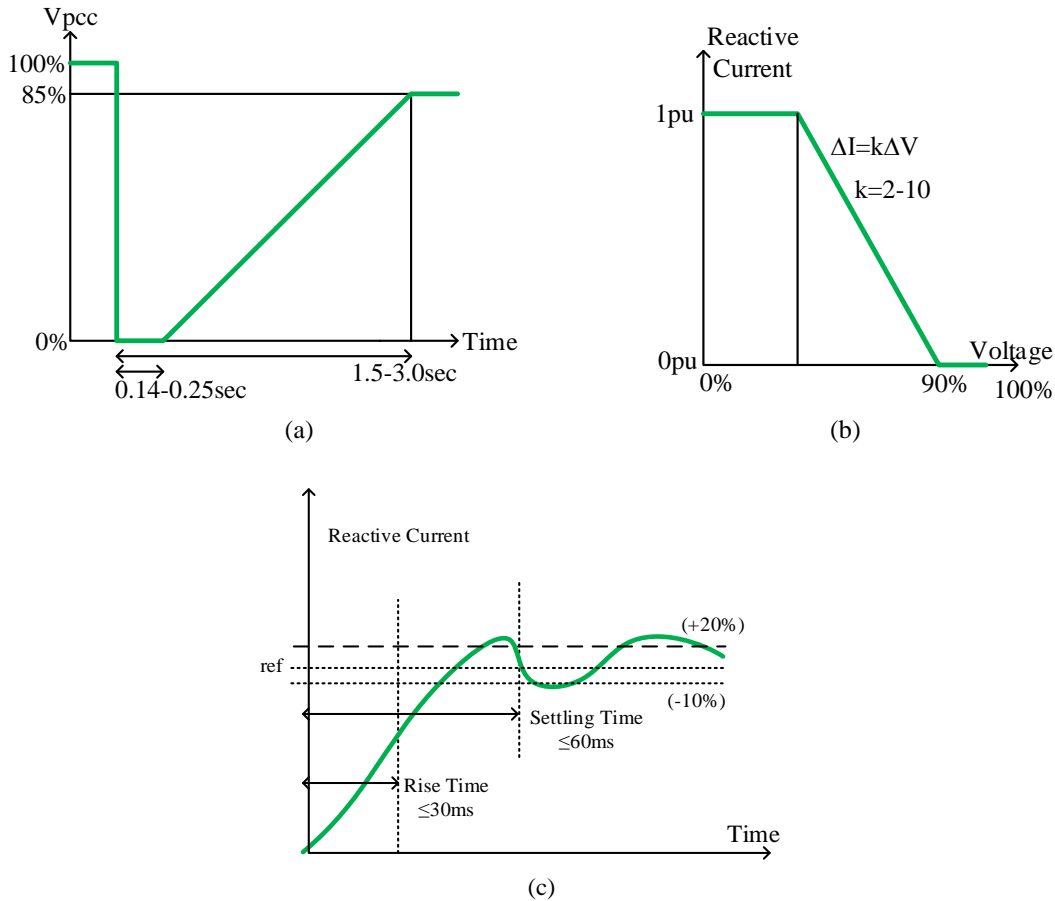 Vpcc
100%
85%
0%
Time
1.5-3.0sec
0.14-0.25sec
(a)
Reactive
Current
1pu
ΔI=kΔV
k=2-10
0pu
Voltage
0%
90%
100%
(b)
Reactive Current
(+20%)
ref
(-10%)
Settling Time
≤60ms
Rise Time
≤30ms
Time
(c)